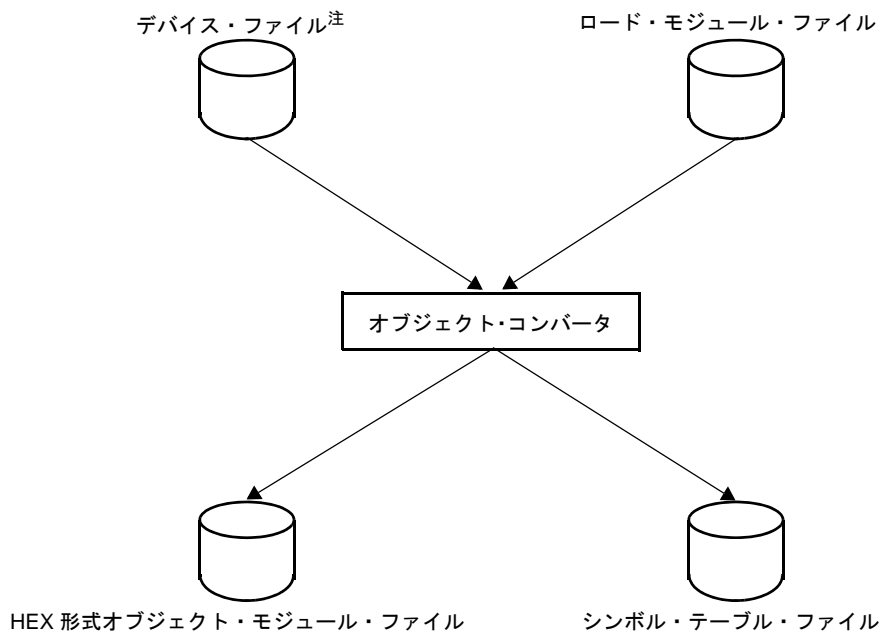 デバイス・ファイル注
ロード・モジュール・ファイル
オブジェクト・コンバータ
HEX 形式オブジェクト・モジュール・ファイル
シンボル・テーブル・ファイル